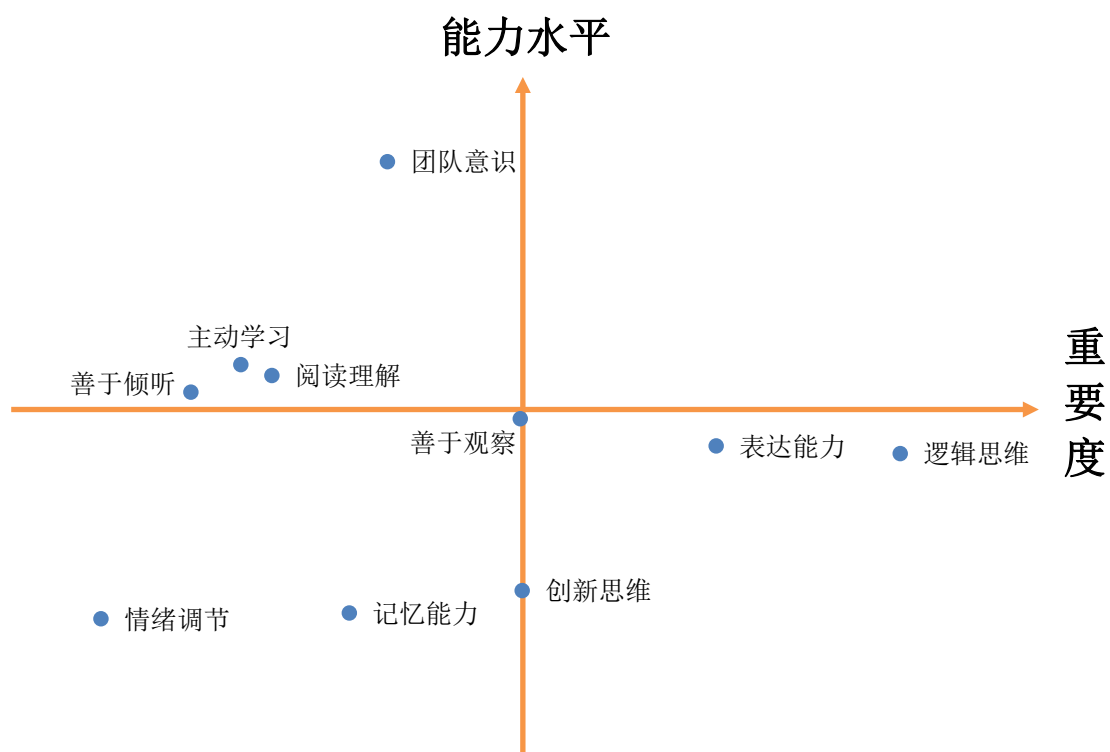 能力水平
团队意识
主动学习
阅读理解
善于倾听
重要度
善于观察
表达能力
逻辑思维
创新思维
记忆能力
情绪调节